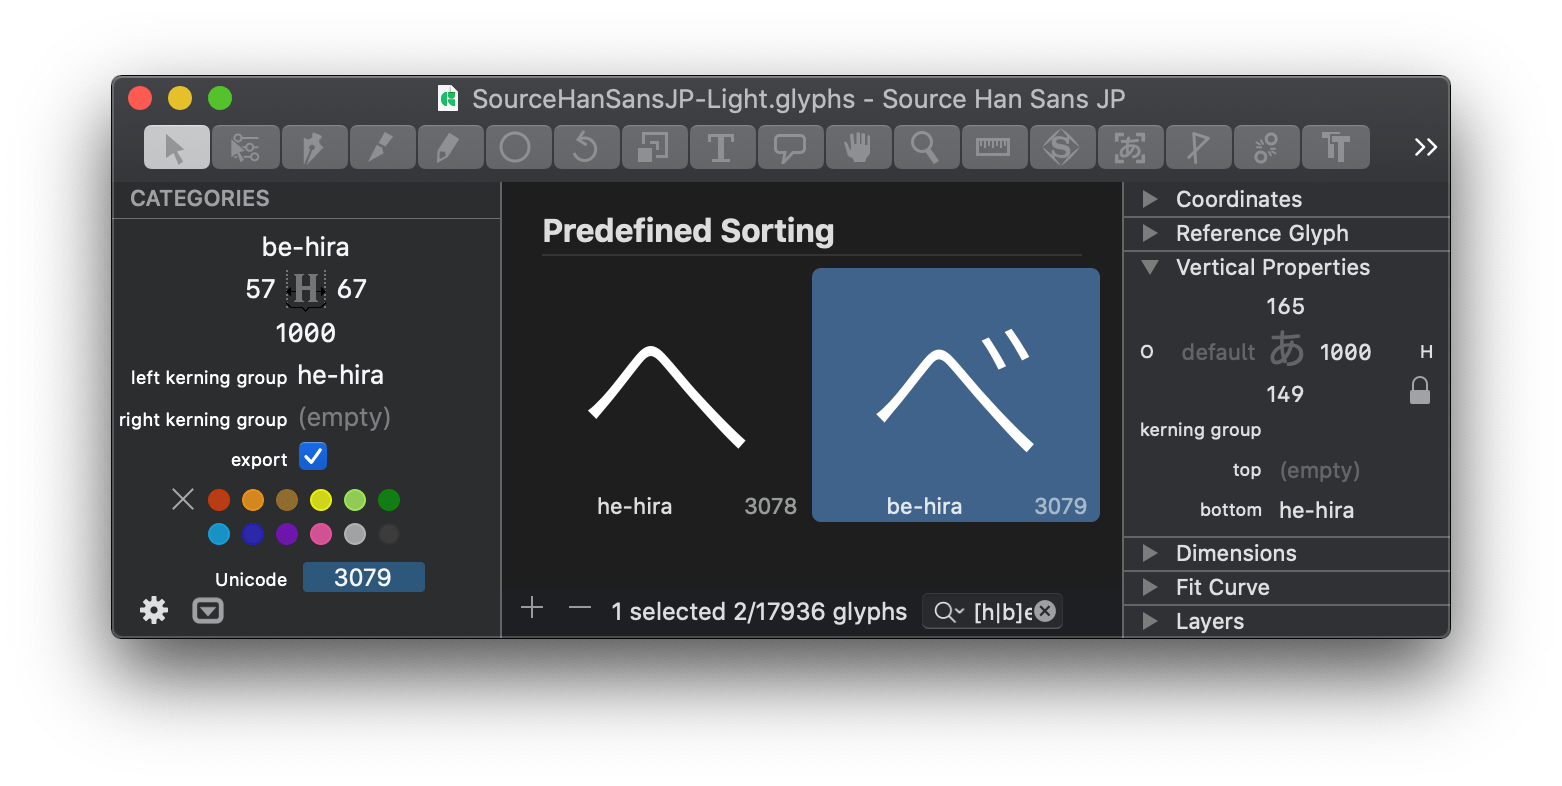 SourceHanSansJP-Light.glyphs - Source Han Sans JP
CATEGORIES
be-hira
57 H 67
1000
left kerning group he-hira
right kerning group (empty)
export
Unicode 3079
Predefined Sorting
へ べ
he-hira 3078 be-hira 3079
1 selected 2/17936 glyphs [h|b]e
Coordinates
Reference Glyph
Vertical Properties
165
O default あ 1000 H
149
kerning group
top (empty)
bottom he-hira
Dimensions
Fit Curve
Layers